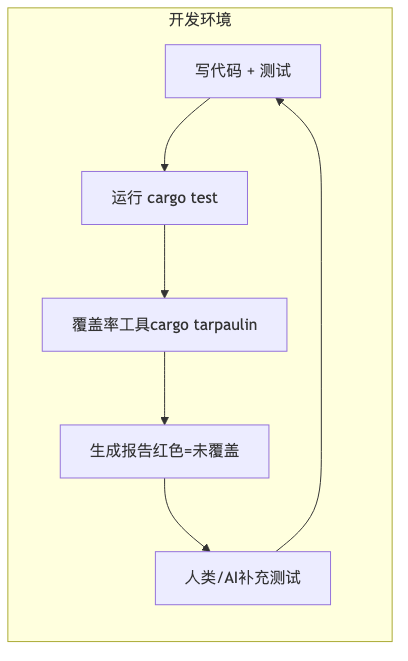 开发环境
写代码 + 测试
运行 cargo test
覆盖率工具cargo tarpaulin
生成报告红色=未覆盖
人类/AI补充测试